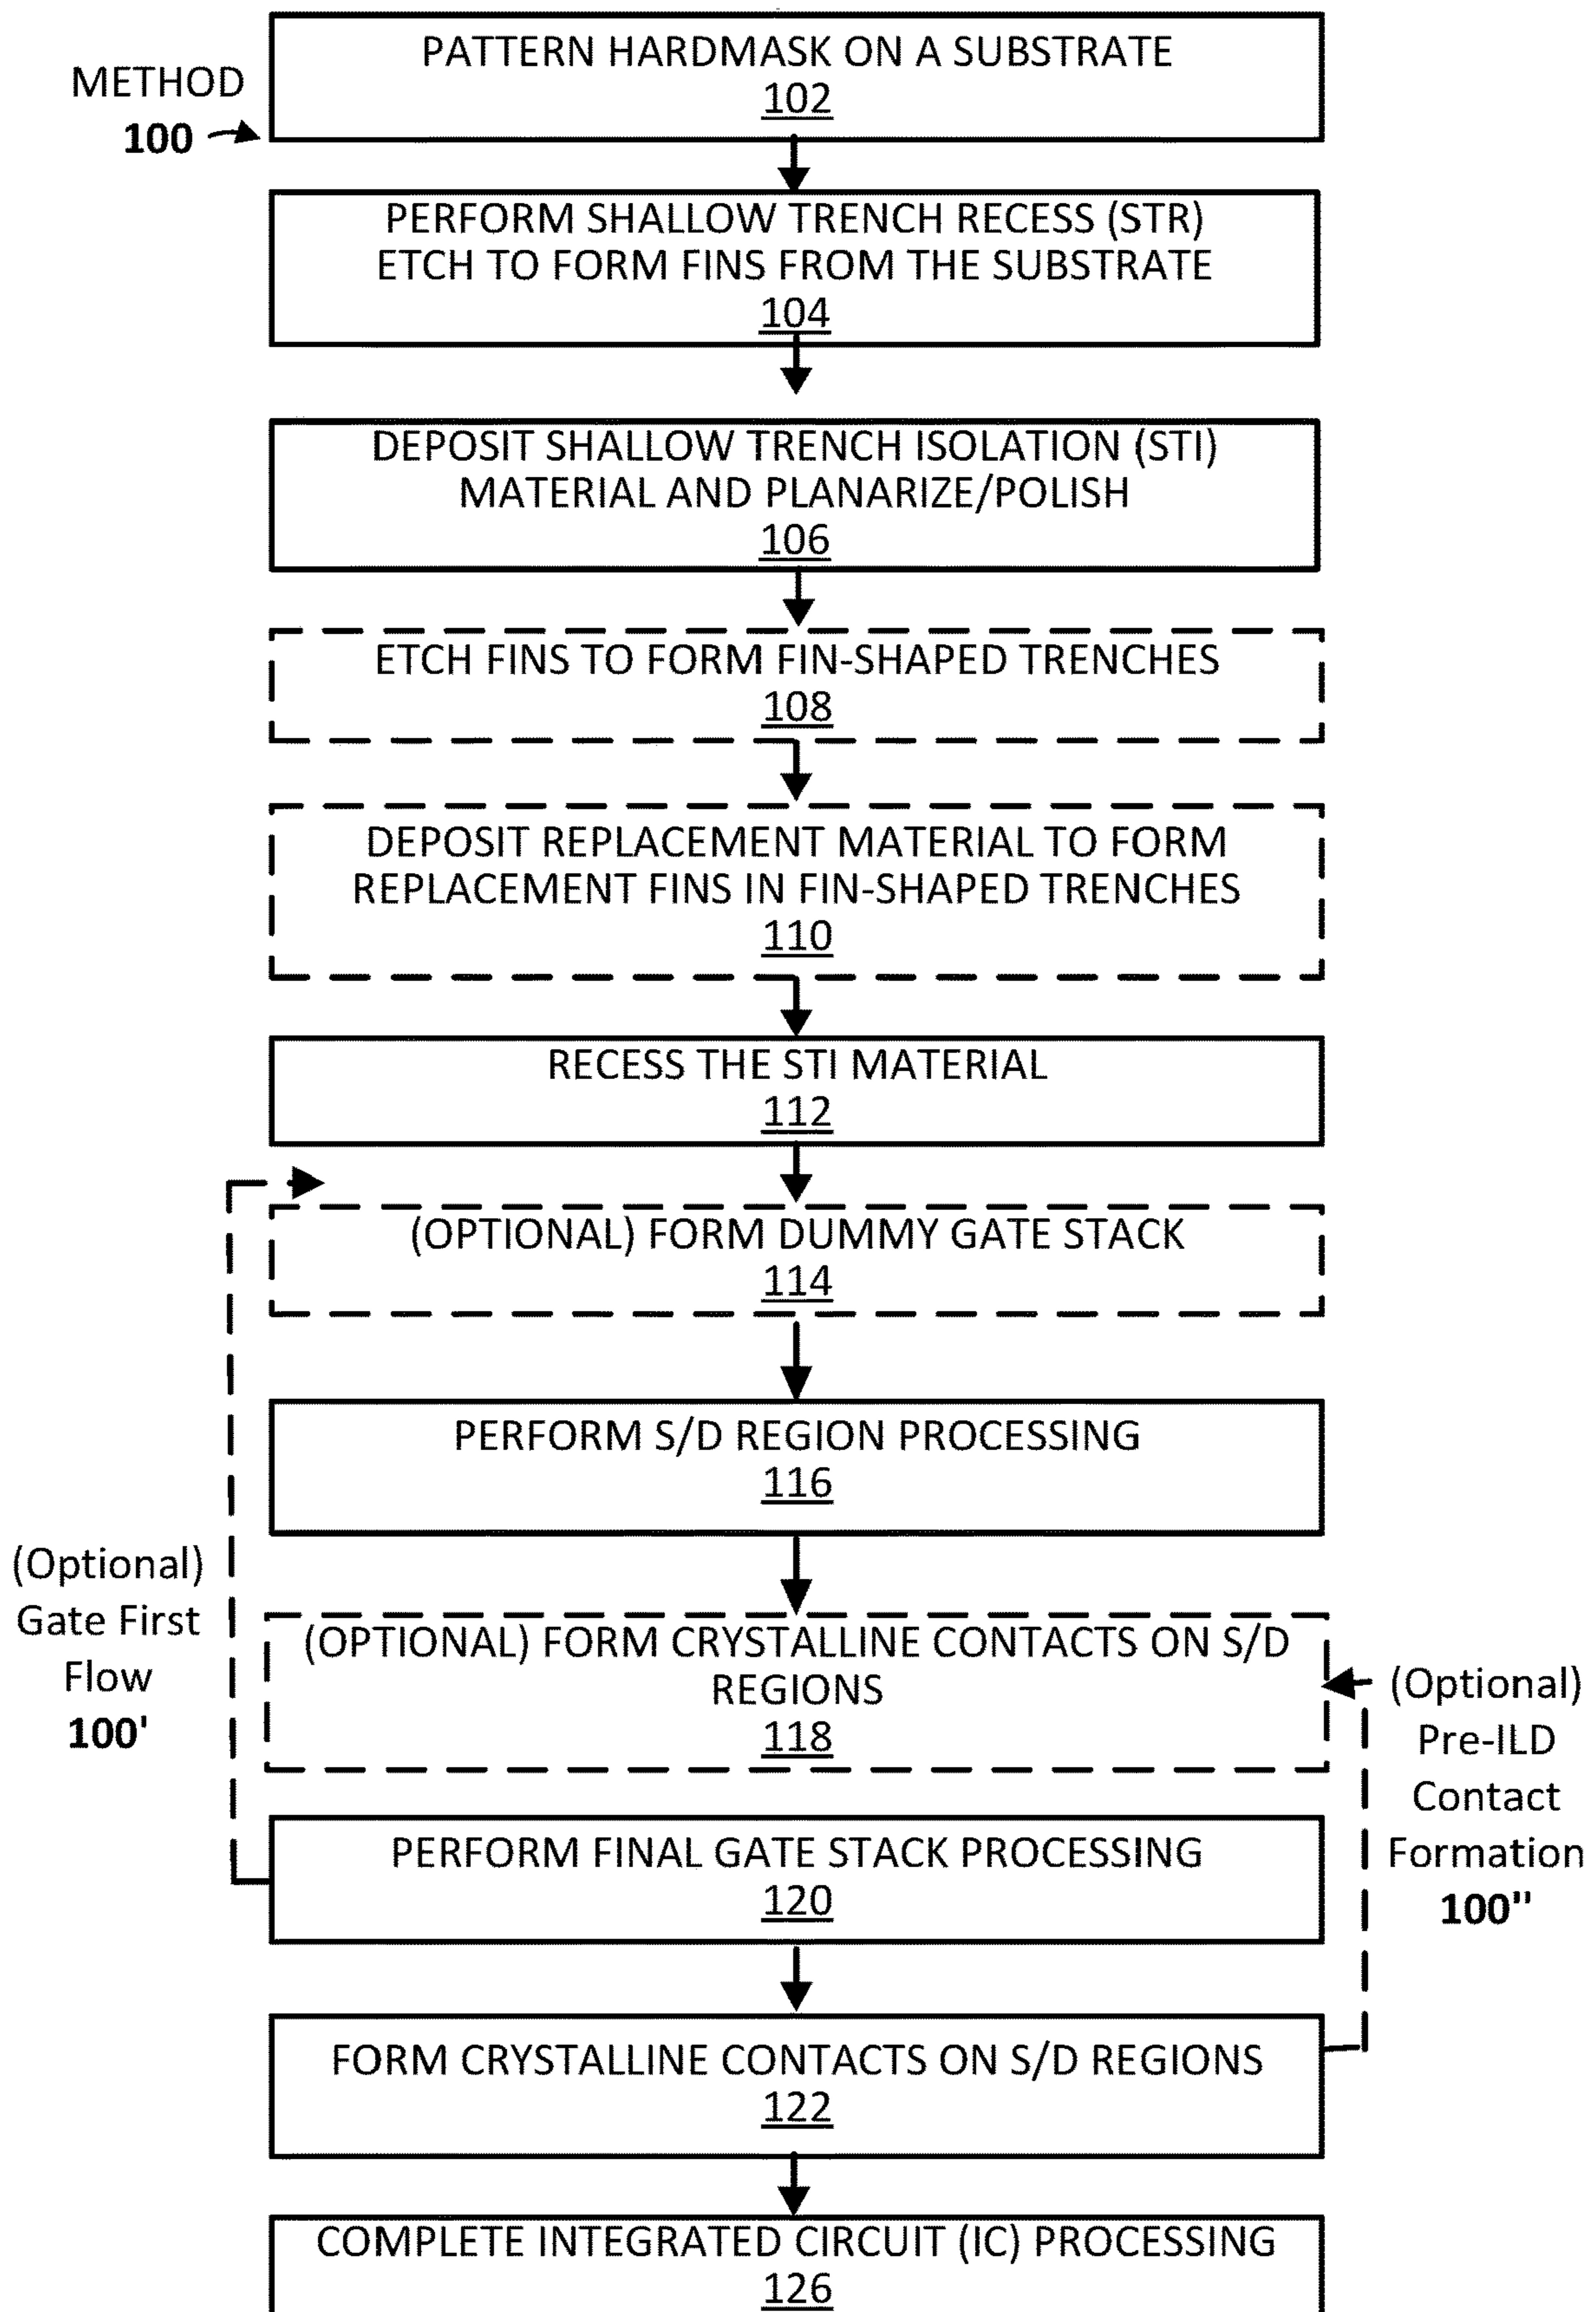 METHOD
100
PATTERN HARDMASK ON A SUBSTRATE
102
PERFORM SHALLOW TRENCH RECESS (STR)
ETCH TO FORM FINS FROM THE SUBSTRATE
104
DEPOSIT SHALLOW TRENCH ISOLATION (STI)
MATERIAL AND PLANARIZE/POLISH
106
ETCH FINS TO FORM FIN-SHAPED TRENCHES
108
DEPOSIT REPLACEMENT MATERIAL TO FORM
REPLACEMENT FINS IN FIN-SHAPED TRENCHES
110
RECESS THE STI MATERIAL
112
(OPTIONAL) FORM DUMMY GATE STACK
114
PERFORM S/D REGION PROCESSING
116
(Optional)
Gate First
Flow
100'
(OPTIONAL) FORM CRYSTALLINE CONTACTS ON S/D
REGIONS
118
(Optional)
Pre-ILD
Contact
Formation
100"
PERFORM FINAL GATE STACK PROCESSING
120
FORM CRYSTALLINE CONTACTS ON S/D REGIONS
122
COMPLETE INTEGRATED CIRCUIT (IC) PROCESSING
126